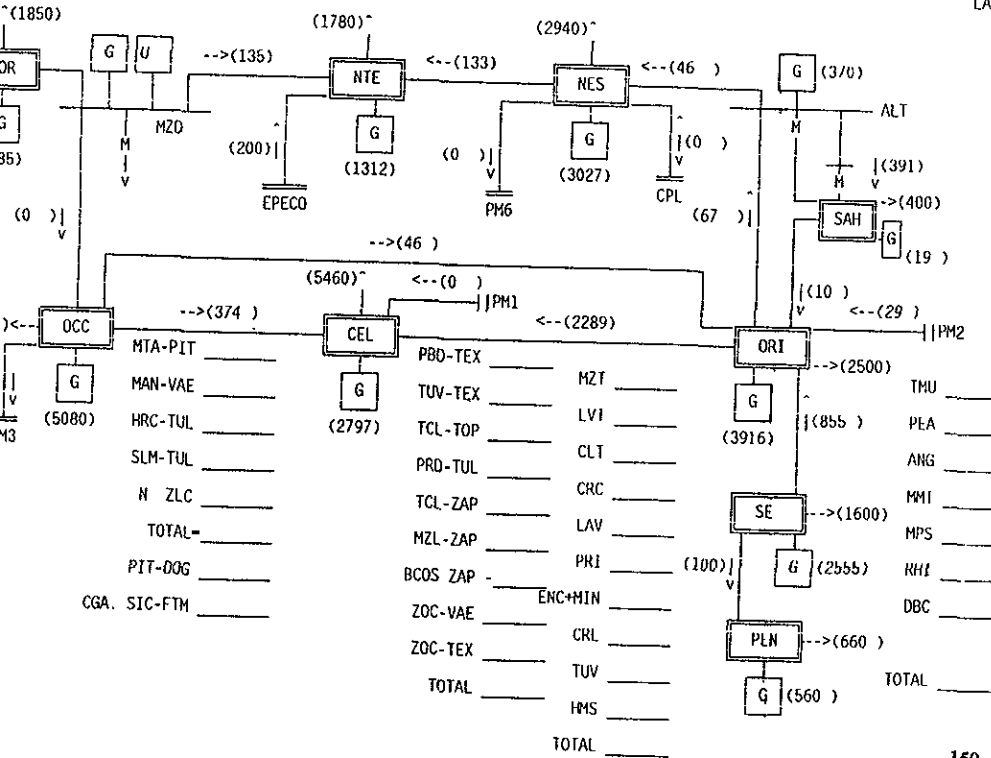 (1850)^
LA
(1780)^
(2940)^
OR
G U
-->(135)
NTE
<--(133)
NES
<--(46 )
G (370)
MZD
ALT
G
G
G
M
M
85)
V
(200)
(1312)
(0 )
V
(3027)
(0 )
V
M
(391)
V
EPECO
PM6
CPL
(0 )
V
(67 )
-->(400)
SAH
G
(19 )
-->(46 )
(5460)^
<--(0 )
PM1
(10 )
V
<--(29 )
PM2
)<--
OCC
-->(374 )
CEL
<--(2289)
ORI
-->(2500)
V
M3
G
(5080)
G
(2797)
G
(3916)
(855 )
MTA-PIT
MAN-VAE
HRC-TUL
SLM-TUL
N ZLC
TOTAL=
PIT-DOG
CGA. SIC-FTM
PBD-TEX
TUV-TEX
TCL-TOP
PRD-TUL
TCL-ZAP
MZL-ZAP
BCOS ZAP -
ZOC-VAE
ZOC-TEX
TOTAL
MZT
LVI
CLT
CRC
LAV
PRI
ENC+MIN
CRL
TUV
HMS
TOTAL
SE
-->(1600)
(100)
V
G (2555)
PLN
-->(660 )
G (560 )
TMU
PEA
ANG
MMT
MPS
RHI
DBC
TOTAL